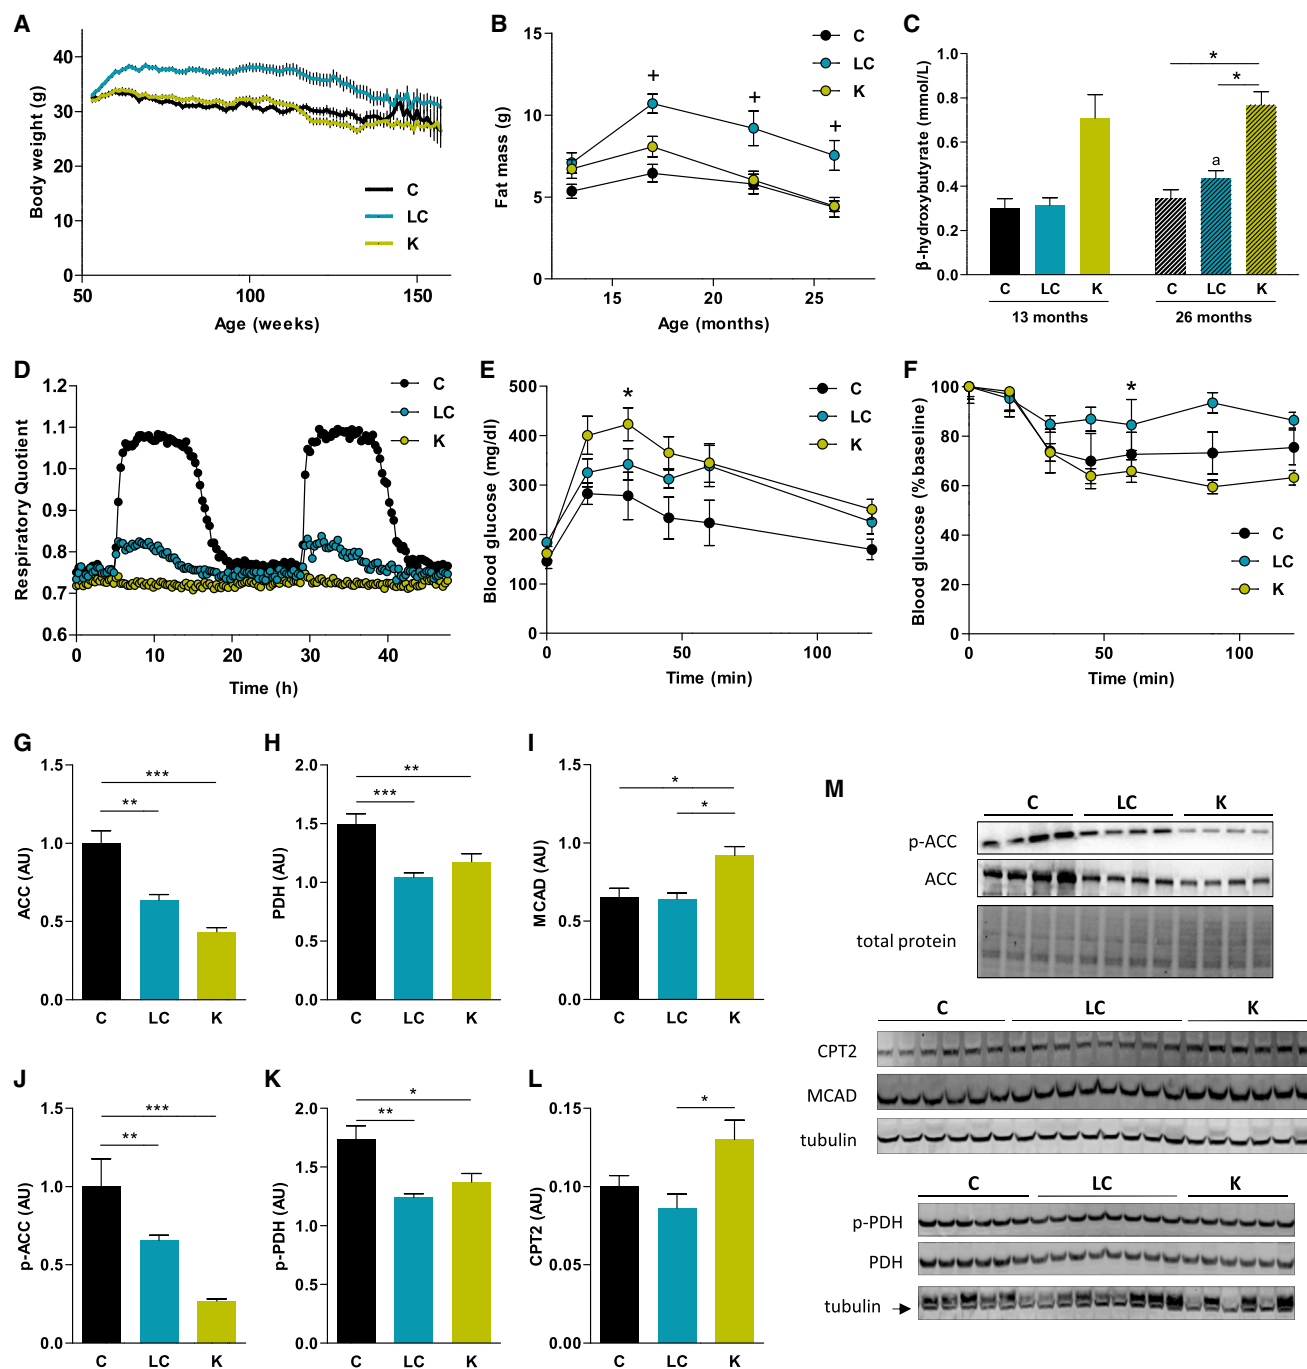 A
Body weight (g)
40
30
20
10
0
50
100
150
Age (weeks)
C
LC
K
B
Fat mass (g)
15
10
5
0
15
20
25
Age (months)
+
+
+
C
LC
K
C
β-hydroxybutyrate (mmol/L)
1.0
0.8
0.6
0.4
0.2
0.0
*
*
a
C LC K C LC K
13 months 26 months
D
Respiratory Quotient
1.2
1.1
1.0
0.9
0.8
0.7
0.6
0 10 20 30 40
Time (h)
C
LC
K
E
Blood glucose (mg/dl)
500
400
300
200
100
0
0 50 100
Time (min)
*
C
LC
K
F
Blood glucose (% baseline)
100
80
60
40
20
0
0 50 100
Time (min)
*
C
LC
K
G
ACC (AU)
1.5
1.0
0.5
0.0
***
**
C LC K
H
PDH (AU)
2.0
1.5
1.0
0.5
0.0
**
***
C LC K
I
MCAD (AU)
1.5
1.0
0.5
0.0
*
*
C LC K
J
p-ACC (AU)
1.5
1.0
0.5
0.0
***
**
C LC K
K
p-PDH (AU)
2.0
1.5
1.0
0.5
0.0
*
**
C LC K
L
CPT2 (AU)
0.15
0.10
0.05
0.00
*
C LC K
M
C LC K
p-ACC
ACC
total protein
C LC K
CPT2
MCAD
tubulin
C LC K
p-PDH
PDH
tubulin